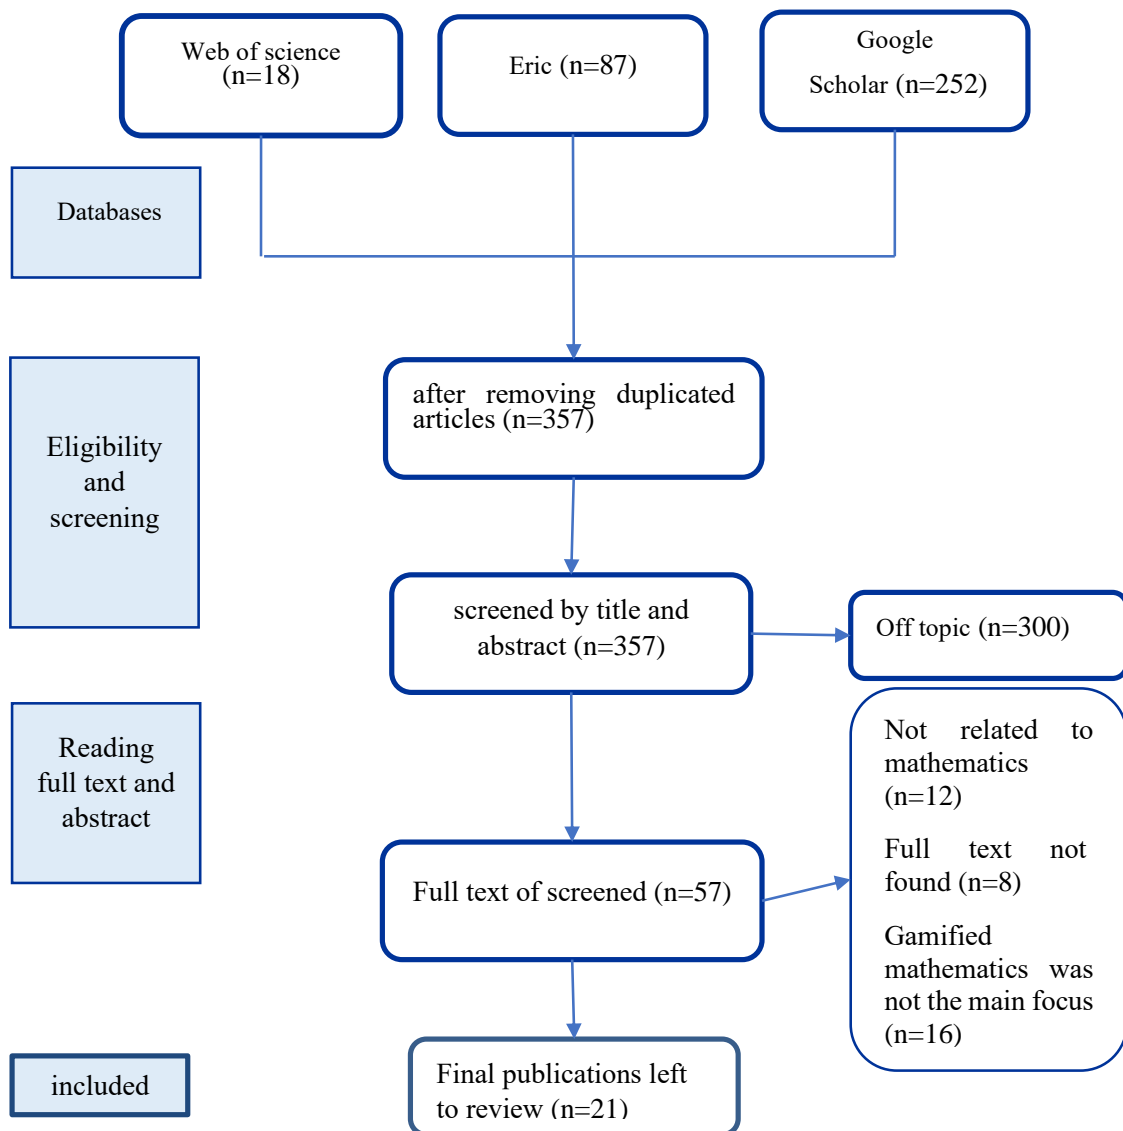 Web of science
(n=18)
Eric (n=87)
Google
Scholar (n=252)
Databases
after removing duplicated
articles (n=357)
Eligibility
and
screening
screened by title and
abstract (n=357)
Off topic (n=300)
Reading
full text and
abstract
Not related to
mathematics
(n=12)
Full text not
found (n=8)
Gamified
mathematics was
not the main focus
(n=16)
Full text of screened (n=57)
included
Final publications left
to review (n=21)